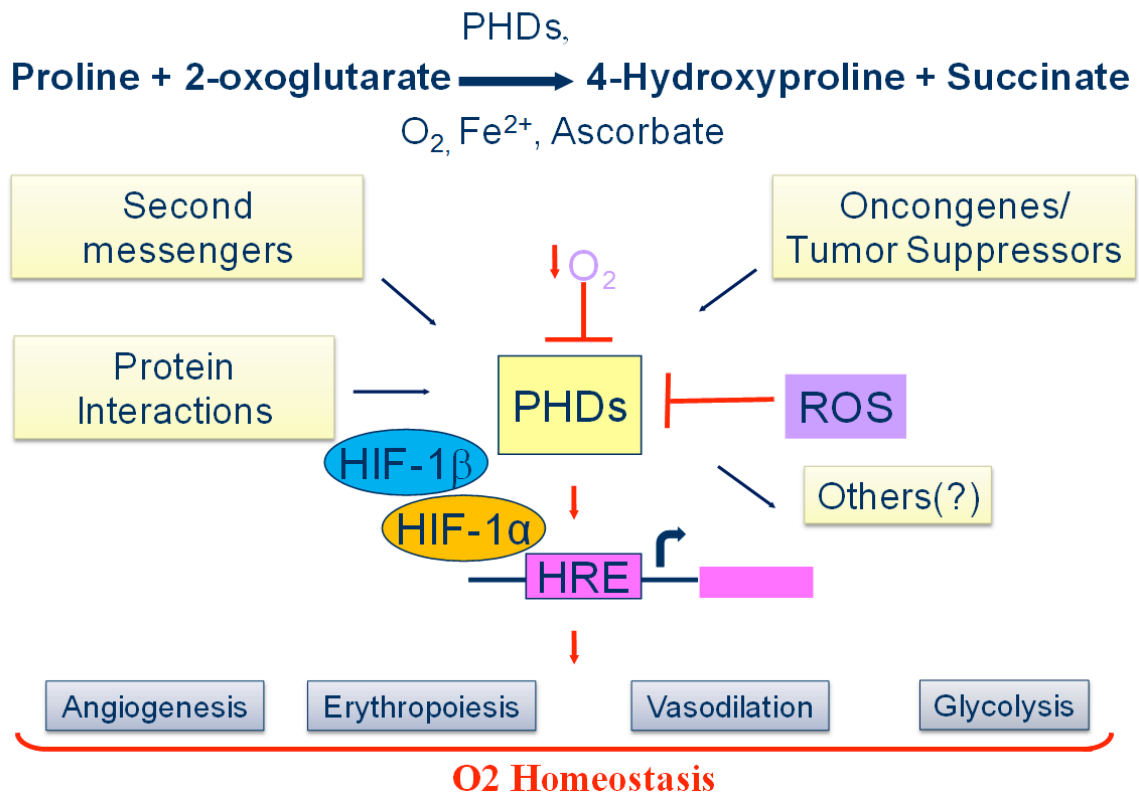 PHDs,
Proline + 2-oxoglutarate → 4-Hydroxyproline + Succinate
O₂, Fe²⁺, Ascorbate
Second
messengers
Oncongenes/
Tumor Suppressors
O₂
Protein
Interactions
PHDs
ROS
HIF-1β
Others(?)
HIF-1α
HRE
Angiogenesis
Erythropoiesis
Vasodilation
Glycolysis
O2 Homeostasis